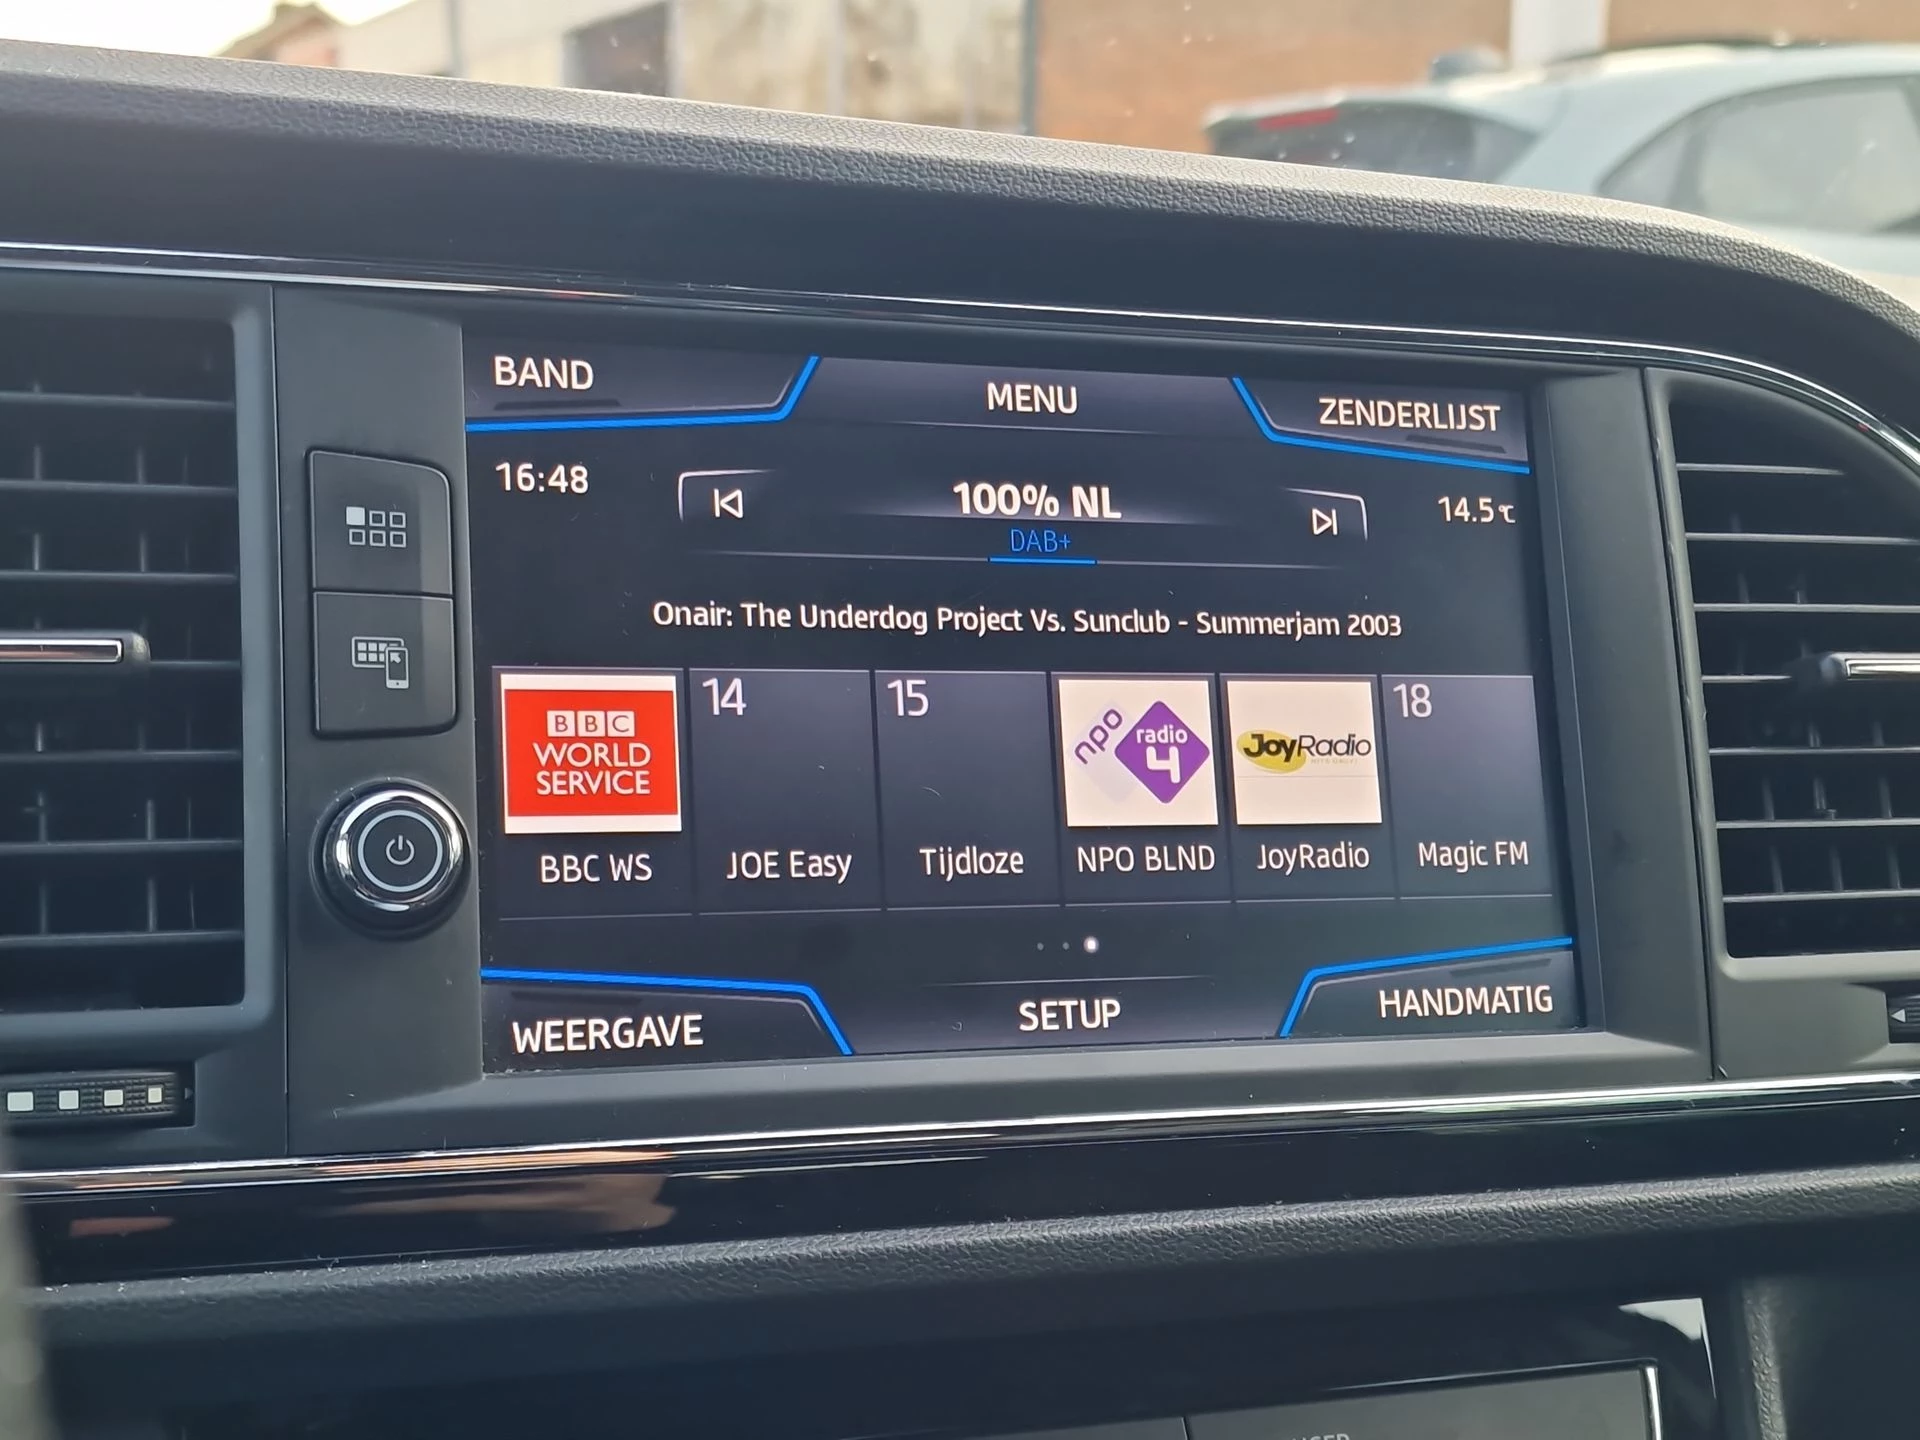 BAND
MENU
ZENDERLIJST
16:48
100% NL
14.5℃
DAB+
Onair: The Underdog Project Vs. Sunclub - Summerjam 2003
14
15
18
BBC
WORLD
SERVICE
npo
radio
4
JoyRadio
BBC WS
JOE Easy
Tijdloze
NPO BLND
JoyRadio
Magic FM
WEERGAVE
SETUP
HANDMATIG